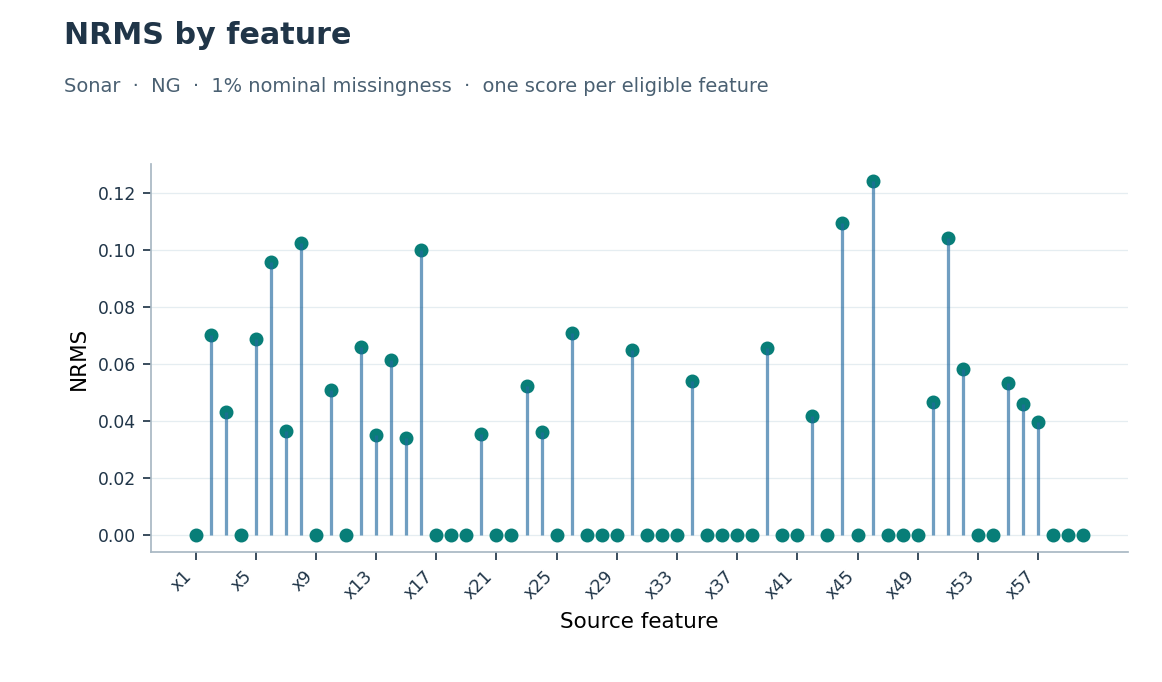 NRMS by feature
Sonar · NG · 1% nominal missingness · one score per eligible feature
NRMS
0.12
0.10
0.08
0.06
0.04
0.02
0.00
x1 x5 x9 x13 x17 x21 x25 x29 x33 x37 x41 x45 x49 x53 x57
Source feature